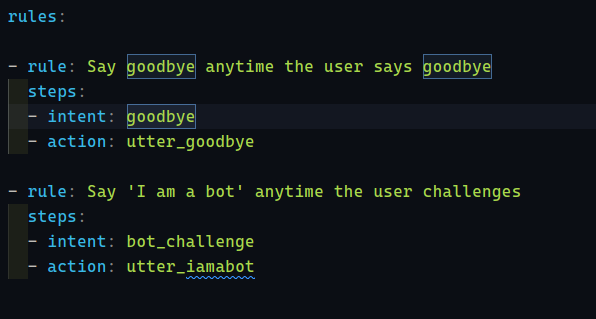 rules:
- rule: Say goodbye anytime the user says goodbye
steps:
- intent: goodbye
- action: utter_goodbye
- rule: Say 'I am a bot' anytime the user challenges
steps:
- intent: bot_challenge
- action: utter_iamabot